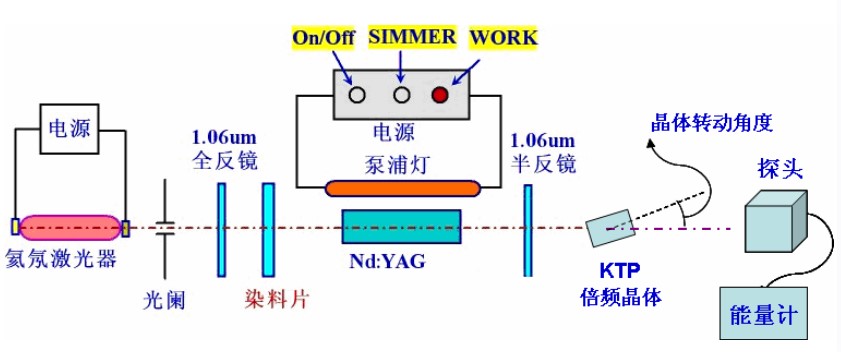 On/Off SIMMER WORK
电源
1.06um
全反镜
电源
泵浦灯
1.06um
半反镜
晶体转动角度
探头
氦氖激光器
光阑
染料片
Nd:YAG
KTP
倍频晶体
能量计